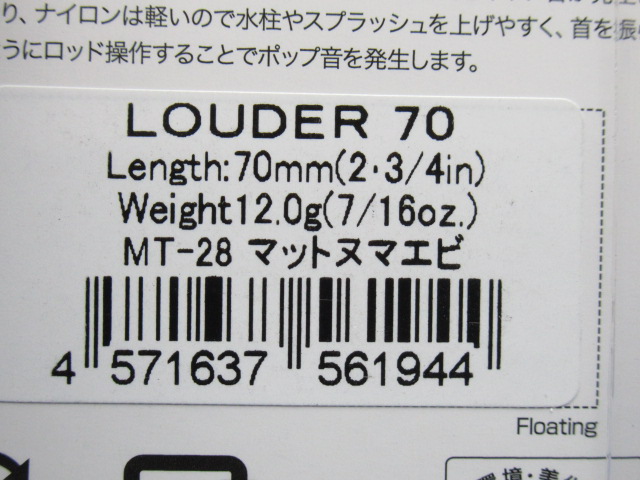 り、ナイロンは軽いので水柱やスプラッシュを上げやすく、首を振
うにロッド操作することでポップ音を発生します。
LOUDER 70
Length:70mm(2・3/4in)
Weight12.0g(7/16oz.)
MT-28 マットヌマエビ
4 571637 561944
Floating
環・美